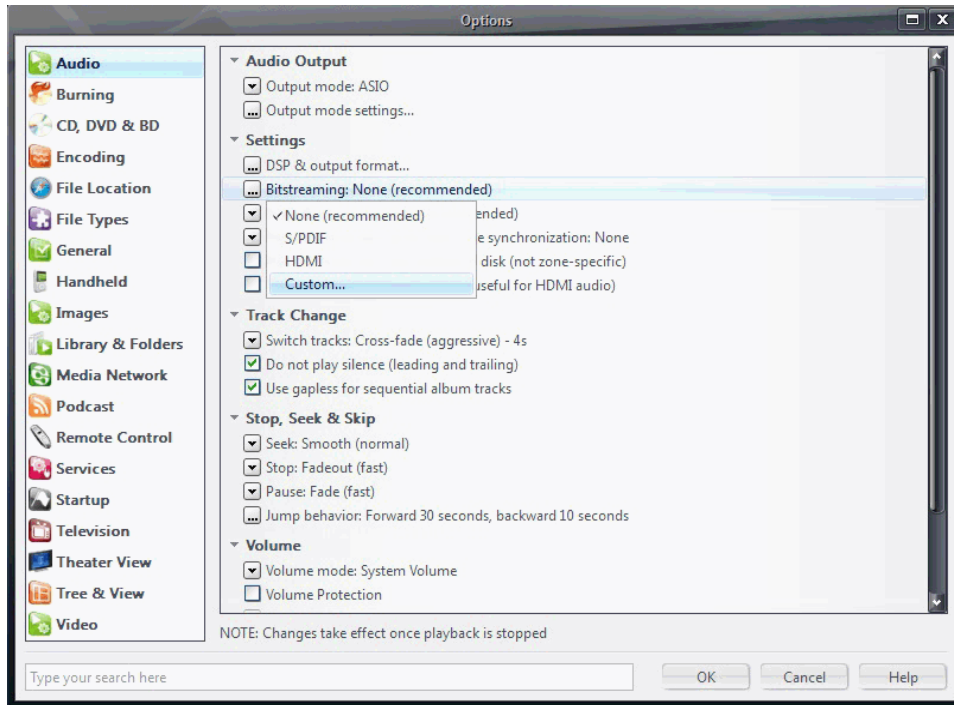 Options
Audio
Burning
CD, DVD & BD
Encoding
File Location
File Types
General
Handheld
Images
Library & Folders
Media Network
Podcast
Remote Control
Services
Startup
Television
Theater View
Tree & View
Video
Audio Output
Output mode: ASIO
Output mode settings...
Settings
DSP & output format...
Bitstreaming: None (recommended)
None (recommended)
S/PDIF
HDMI
Custom...
ended)
e synchronization: None
disk (not zone-specific)
useful for HDMI audio)
Track Change
Switch tracks: Cross-fade (aggressive) - 4s
Do not play silence (leading and trailing)
Use gapless for sequential album tracks
Stop, Seek & Skip
Seek: Smooth (normal)
Stop: Fadeout (fast)
Pause: Fade (fast)
Jump behavior: Forward 30 seconds, backward 10 seconds
Volume
Volume mode: System Volume
Volume Protection
NOTE: Changes take effect once playback is stopped
Type your search here
OK
Cancel
Help